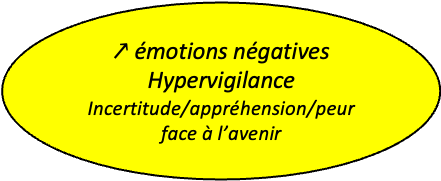 ↗ émotions négatives
Hypervigilance
Incertitude/appréhension/peur
face à l’avenir